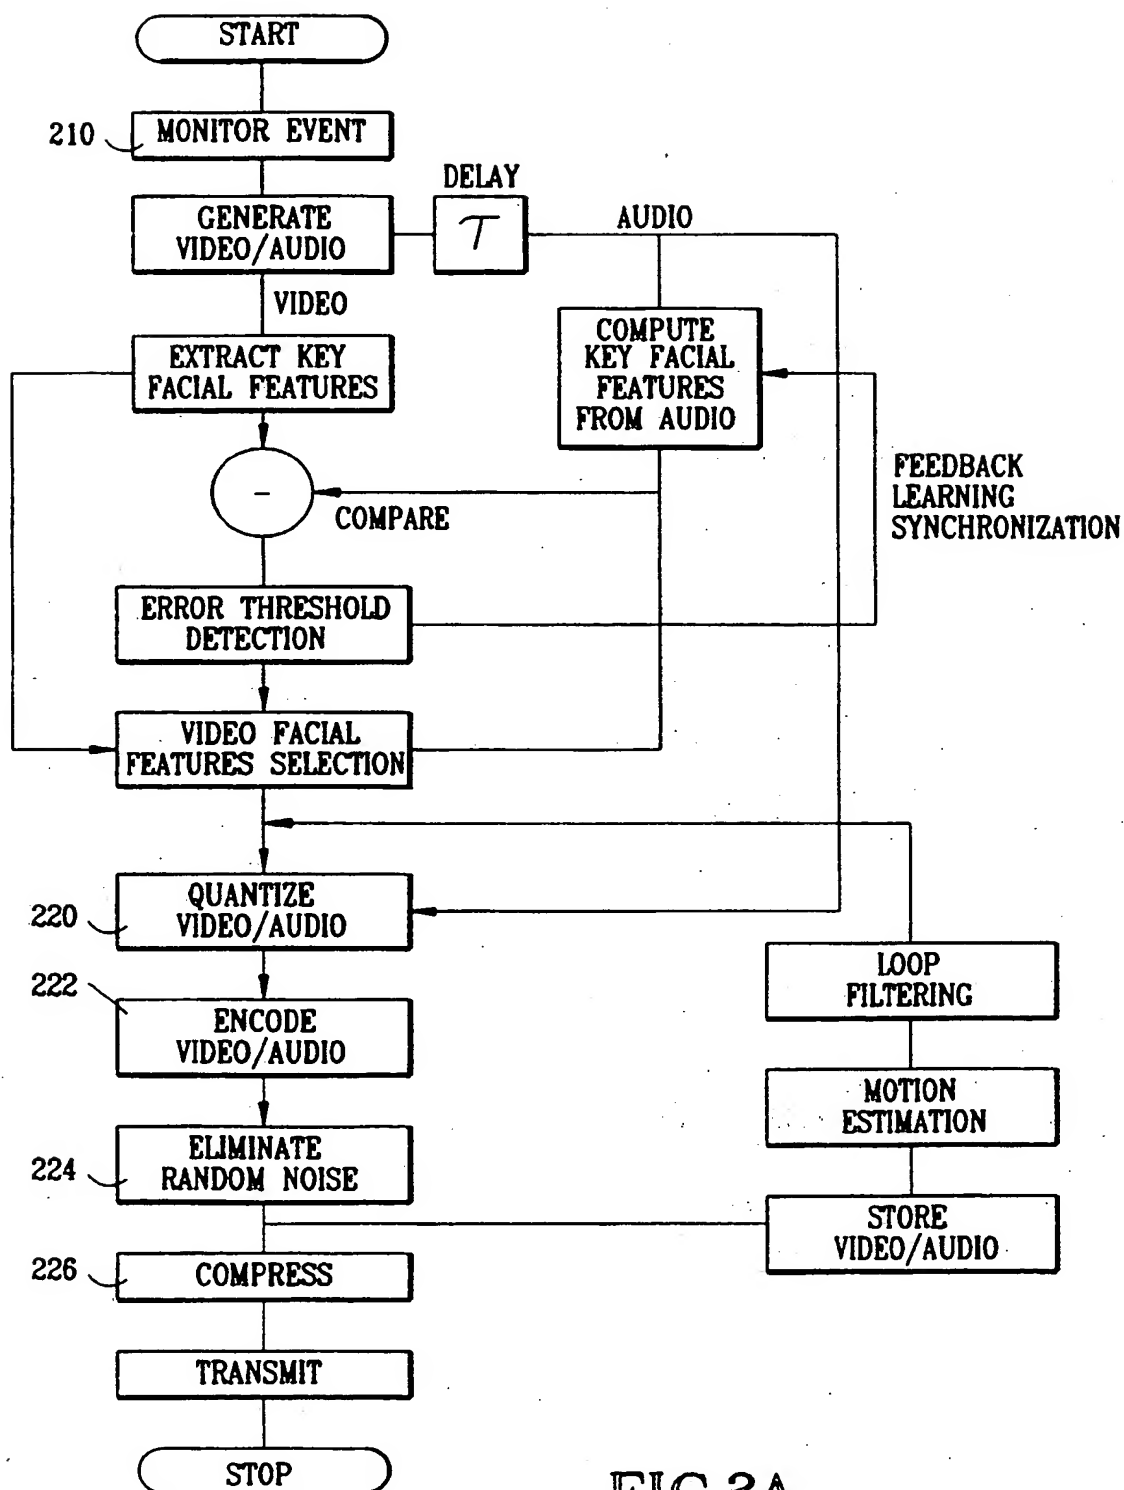 START
210
MONITOR EVENT
DELAY
GENERATE
VIDEO/AUDIO
τ
AUDIO
VIDEO
EXTRACT KEY
FACIAL FEATURES
COMPUTE
KEY FACIAL
FEATURES
FROM AUDIO
-
COMPARE
FEEDBACK
LEARNING
SYNCHRONIZATION
ERROR THRESHOLD
DETECTION
VIDEO FACIAL
FEATURES SELECTION
220
QUANTIZE
VIDEO/AUDIO
222
ENCODE
VIDEO/AUDIO
LOOP
FILTERING
MOTION
ESTIMATION
224
ELIMINATE
RANDOM NOISE
STORE
VIDEO/AUDIO
226
COMPRESS
TRANSMIT
STOP
FIG.3A